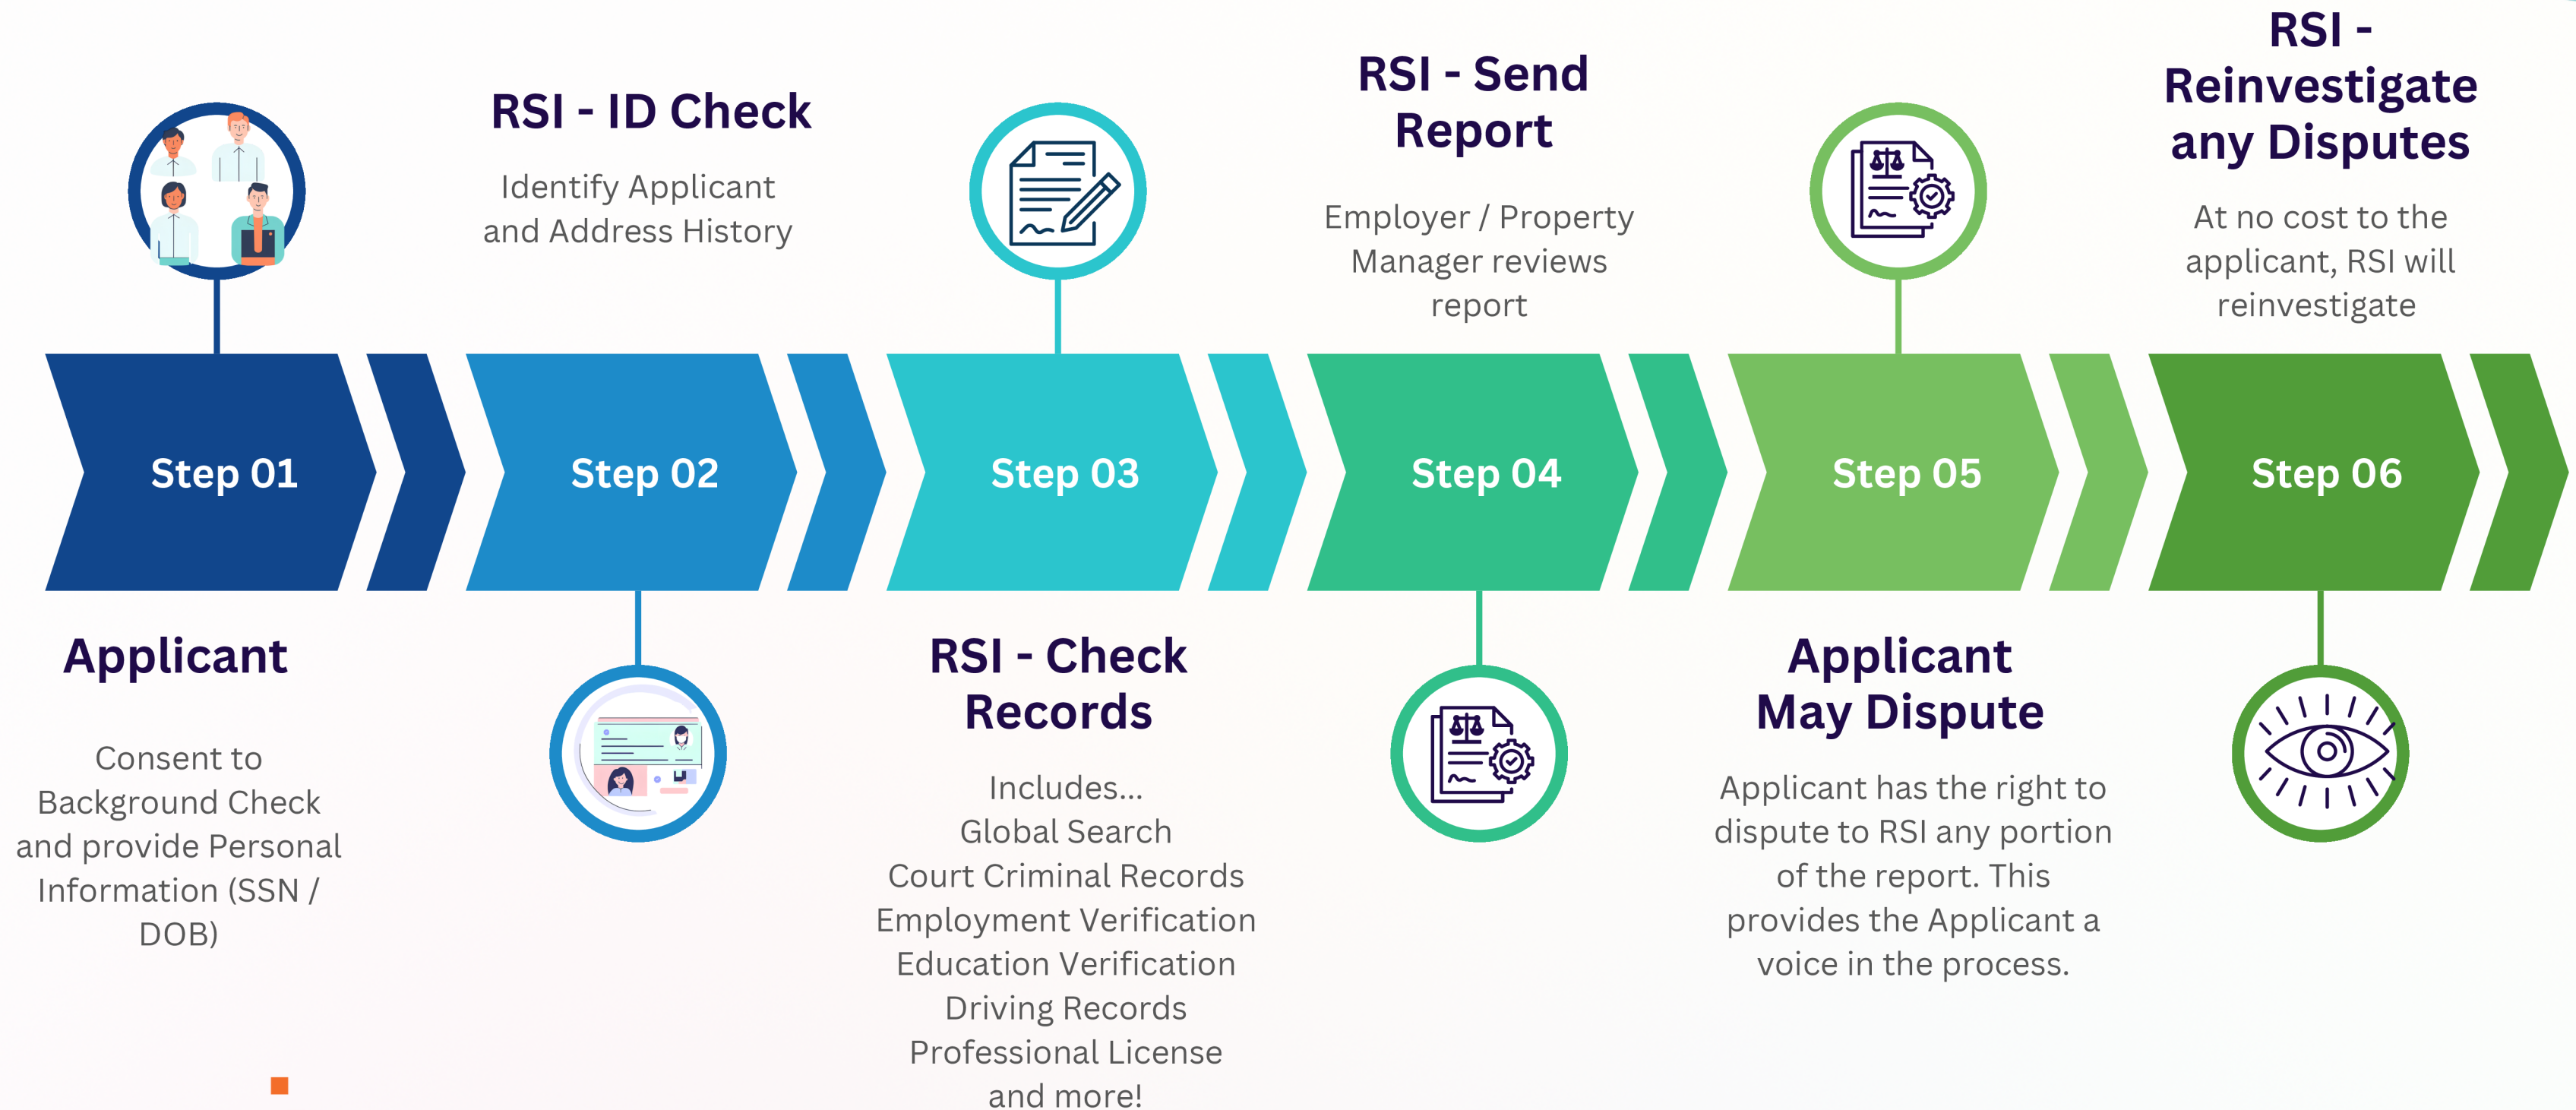 Step 01
Applicant
Consent to
Background Check
and provide Personal
Information (SSN /
DOB)
RSI - ID Check
Identify Applicant
and Address History
Step 02
Step 03
RSI - Check
Records
Includes...
Global Search
Court Criminal Records
Employment Verification
Education Verification
Driving Records
Professional License
and more!
RSI - Send
Report
Employer / Property
Manager reviews
report
Step 04
Step 05
Applicant
May Dispute
Applicant has the right to
dispute to RSI any portion
of the report. This
provides the Applicant a
voice in the process.
RSI -
Reinvestigate
any Disputes
At no cost to the
applicant, RSI will
reinvestigate
Step 06